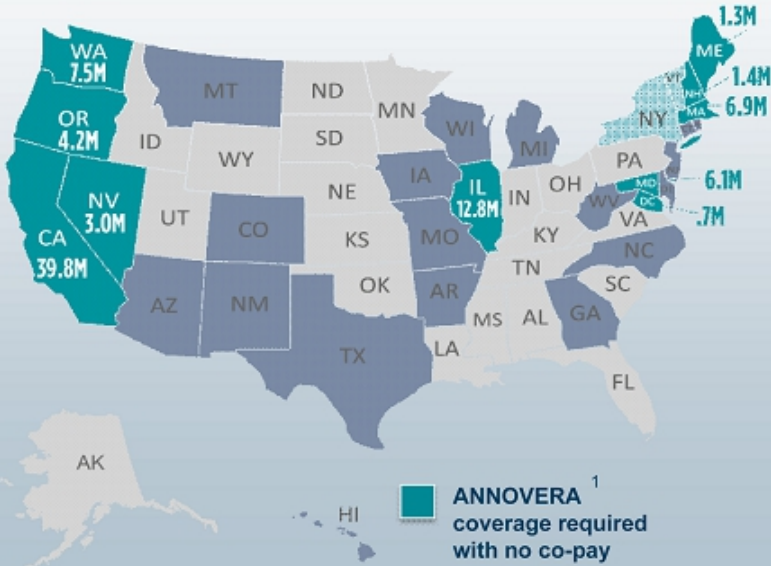 1.3M
WA
7.5M
ME
MT
ND
1.4M
OR
4.2M
MN
NH
MA
6.9M
ID
SD
WI
NY
MI
WY
PA
IA
NE
IL
12.8M
IN
OH
MD
6.1M
NV
3.0M
UT
CO
WV
DC
VA
.7M
CA
39.8M
KS
MO
KY
NC
AZ
NM
OK
TN
AR
SC
MS
AL
GA
TX
LA
FL
AK
HI
ANNOVERA 1
coverage required
with no co-pay